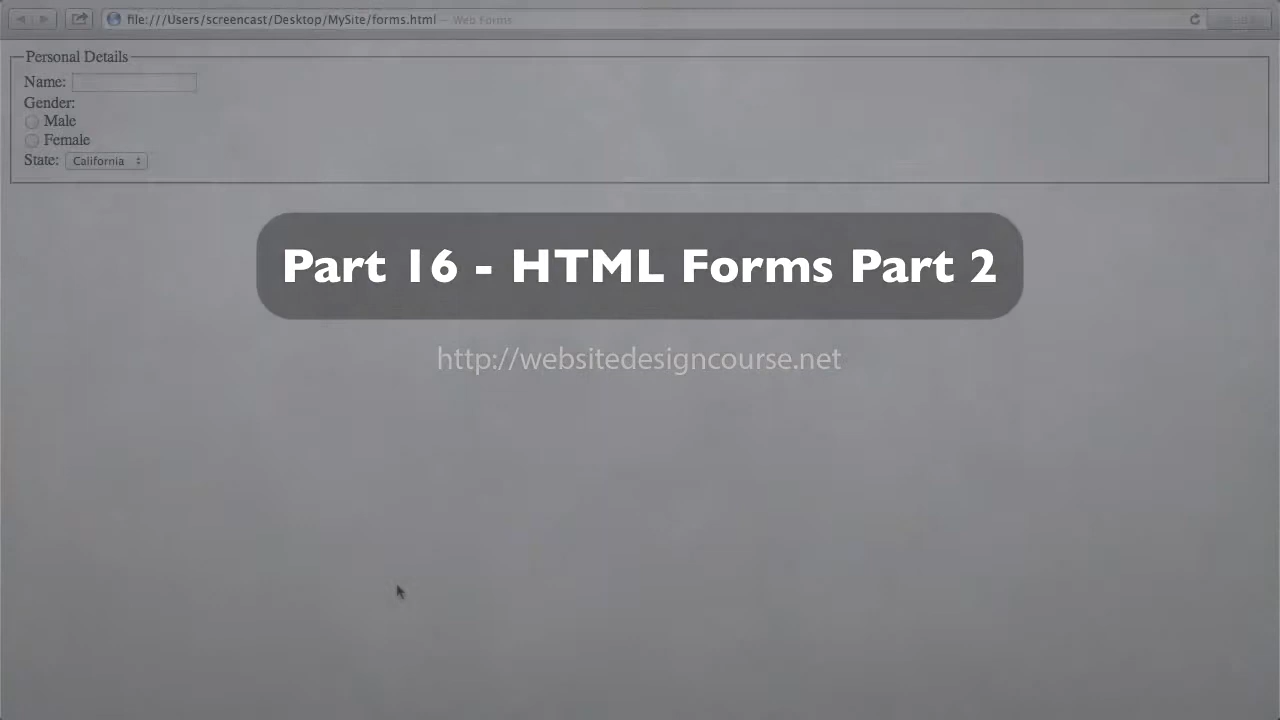 file:///Users/screencast/Desktop/MySite/forms.html — Web Forms
Personal Details
Name:
Gender:
Male
Female
State: California
Part 16 - HTML Forms Part 2
http://websitedesigncourse.net